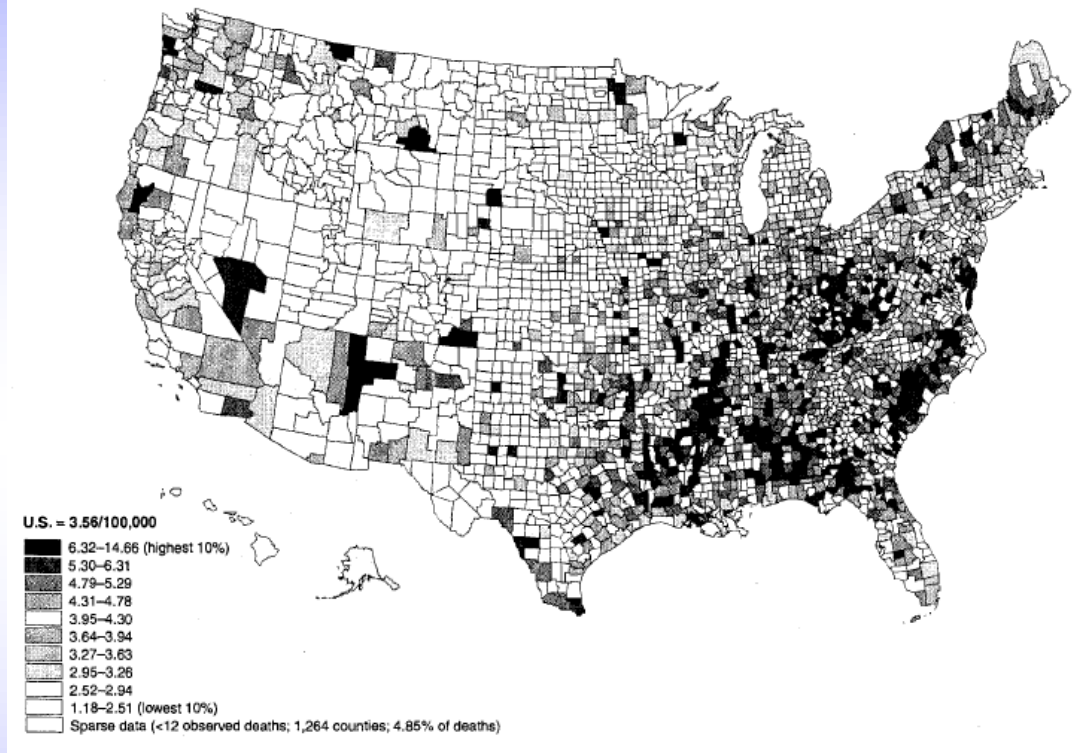 U.S. = 3.56/100,000
6.32–14.66 (highest 10%)
5.30–6.31
4.79–5.29
4.31–4.78
3.95–4.30
3.64–3.94
3.27–3.63
2.95–3.26
2.52–2.94
1.18–2.51 (lowest 10%)
Sparse data (<12 observed deaths; 1,264 counties; 4.85% of deaths)